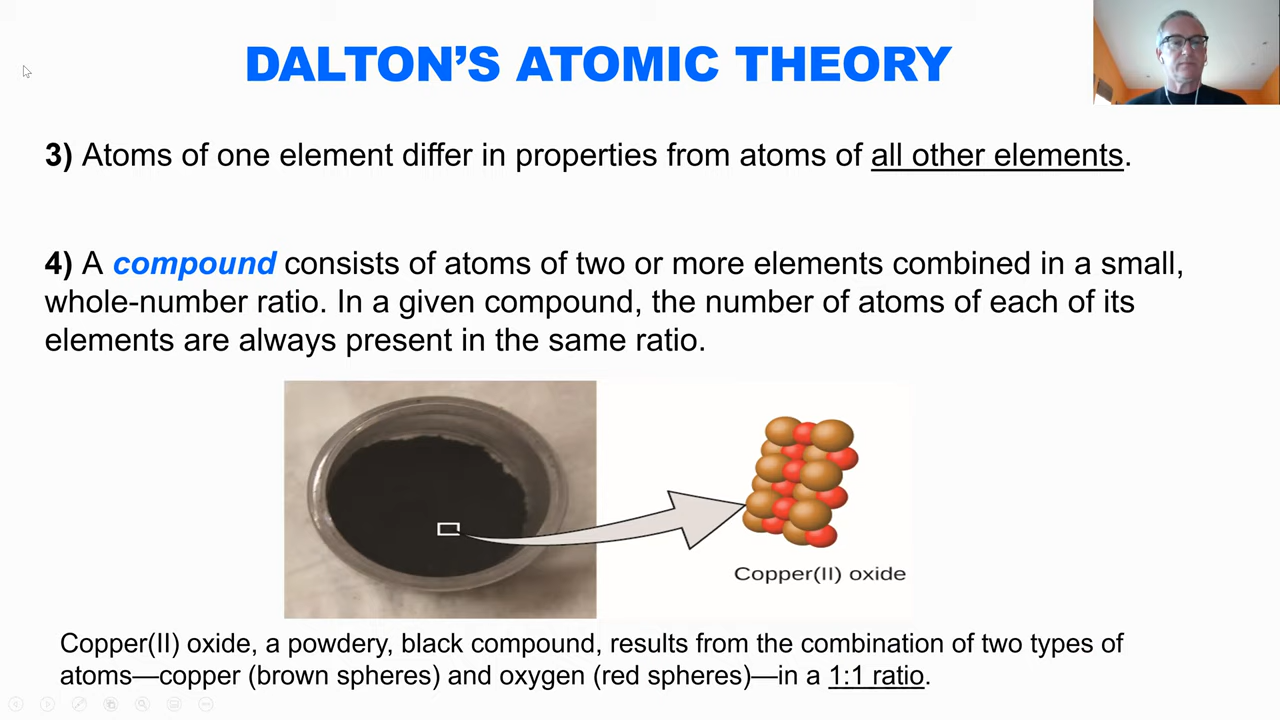 DALTON’S ATOMIC THEORY
3) Atoms of one element differ in properties from atoms of all other elements.
4) A compound consists of atoms of two or more elements combined in a small,
whole-number ratio. In a given compound, the number of atoms of each of its
elements are always present in the same ratio.
Copper(II) oxide
Copper(II) oxide, a powdery, black compound, results from the combination of two types of
atoms—copper (brown spheres) and oxygen (red spheres)—in a 1:1 ratio.